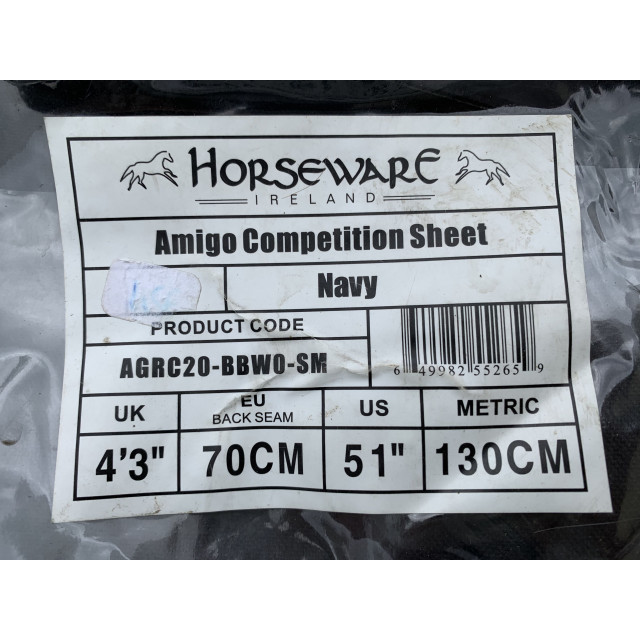 HORSEWARE
IRELAND
Amigo Competition Sheet
Navy
PRODUCT CODE
AGRC20-BBW0-SM
6 49982 55265 9
UK
EU
BACK SEAM
US
METRIC
4'3"
70CM
51"
130CM